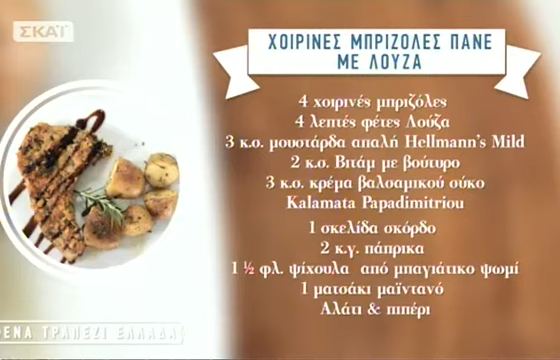 ΣΚΑΪ
ΧΟΙΡΙΝΕΣ ΜΠΡΙΖΟΛΕΣ ΠΑΝΕ
ΜΕ ΛΟΥΖΑ
4 χοιρινές μπριζόλες
4 λεπτές φέτες Λούζα
3 κ.σ. μουστάρδα απαλή Hellmann's Mild
2 κ.σ. Βιτάμ με βούτυρο
3 κ.σ. κρέμα βαλσαμικού σύκο
Kalamata Papadimitriou
1 σκελίδα σκόρδο
2 κ.γ. πάπρικα
1 ½ φλ. ψίχουλα από μπαγιάτικο ψωμί
1 ματσάκι μαϊντανό
Αλάτι & πιπέρι
ΕΝΑ ΤΡΑΠΕΖΙ ΕΛΛΑΔΑ